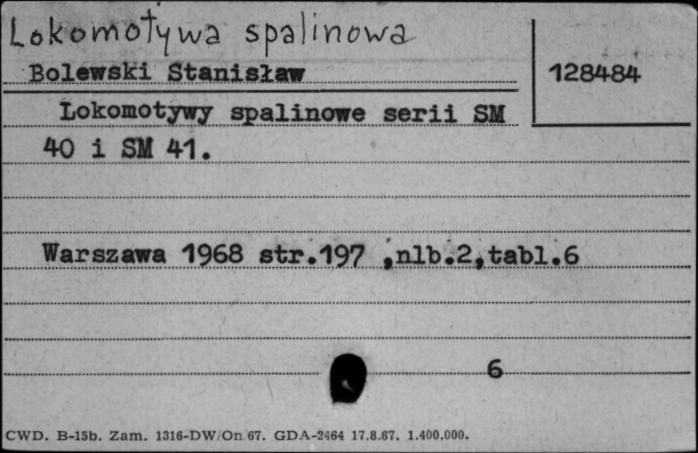 Lokomotywa spalinowa
Bolewski Stanisław
128484
Lokomotywy spalinowe serii SM
40 i SM 41.
Warszawa 1968 str.197 ,nlb.2,tabl.6
6
CWD. B-15b. Zam. 1316-DW/On 67. GDA-2464 17.8.67. 1.400.000.